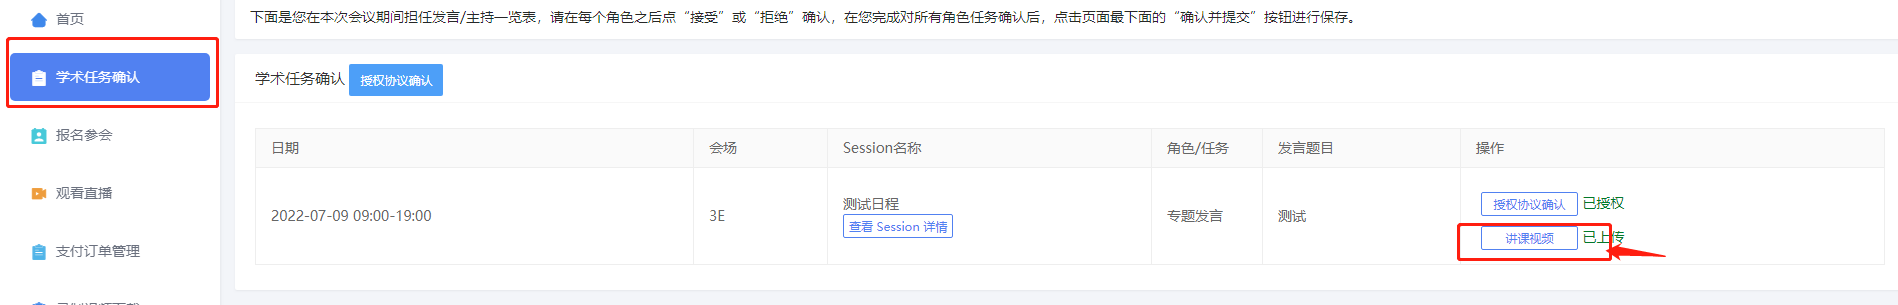 首页
下面是您在本次会议期间担任发言/主持一览表，请在每个角色之后点“接受”或“拒绝”确认，在您完成对所有角色任务确认后，点击页面最下面的“确认并提交”按钮进行保存。
学术任务确认
学术任务确认 授权协议确认
报名参会
日期 会场 Session名称 角色/任务 发言题目 操作
观看直播
2022-07-09 09:00-19:00 3E 测试日程 专题发言 测试 授权协议确认 已授权
查看 Session 详情
讲课视频 已上传
支付订单管理